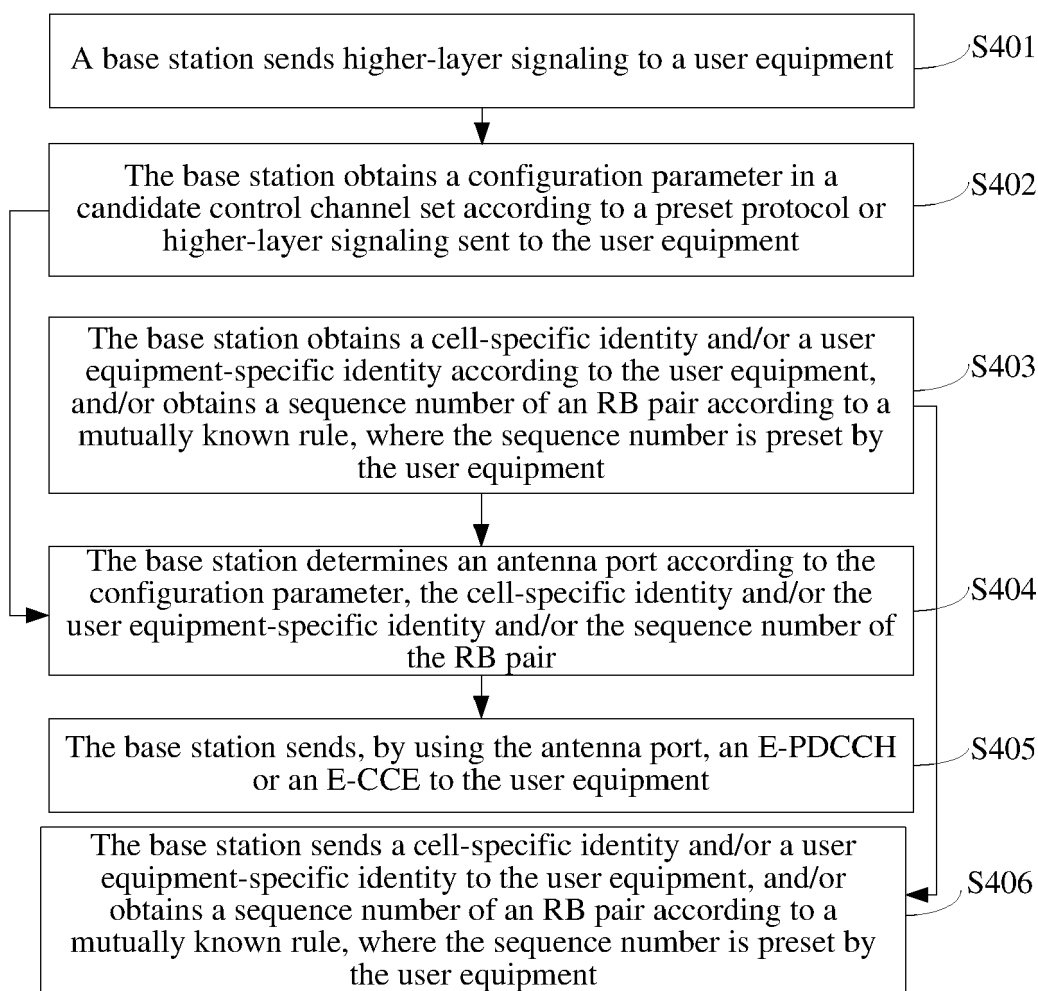 A base station sends higher-layer signaling to a user equipment
S401
The base station obtains a configuration parameter in a
candidate control channel set according to a preset protocol or
higher-layer signaling sent to the user equipment
S402
The base station obtains a cell-specific identity and/or a user
equipment-specific identity according to the user equipment,
and/or obtains a sequence number of an RB pair according to a
mutually known rule, where the sequence number is preset by
the user equipment
S403
The base station determines an antenna port according to the
configuration parameter, the cell-specific identity and/or the
user equipment-specific identity and/or the sequence number of
the RB pair
S404
The base station sends, by using the antenna port, an E-PDCCH
or an E-CCE to the user equipment
S405
The base station sends a cell-specific identity and/or a user
equipment-specific identity to the user equipment, and/or
obtains a sequence number of an RB pair according to a
mutually known rule, where the sequence number is preset by
the user equipment
S406